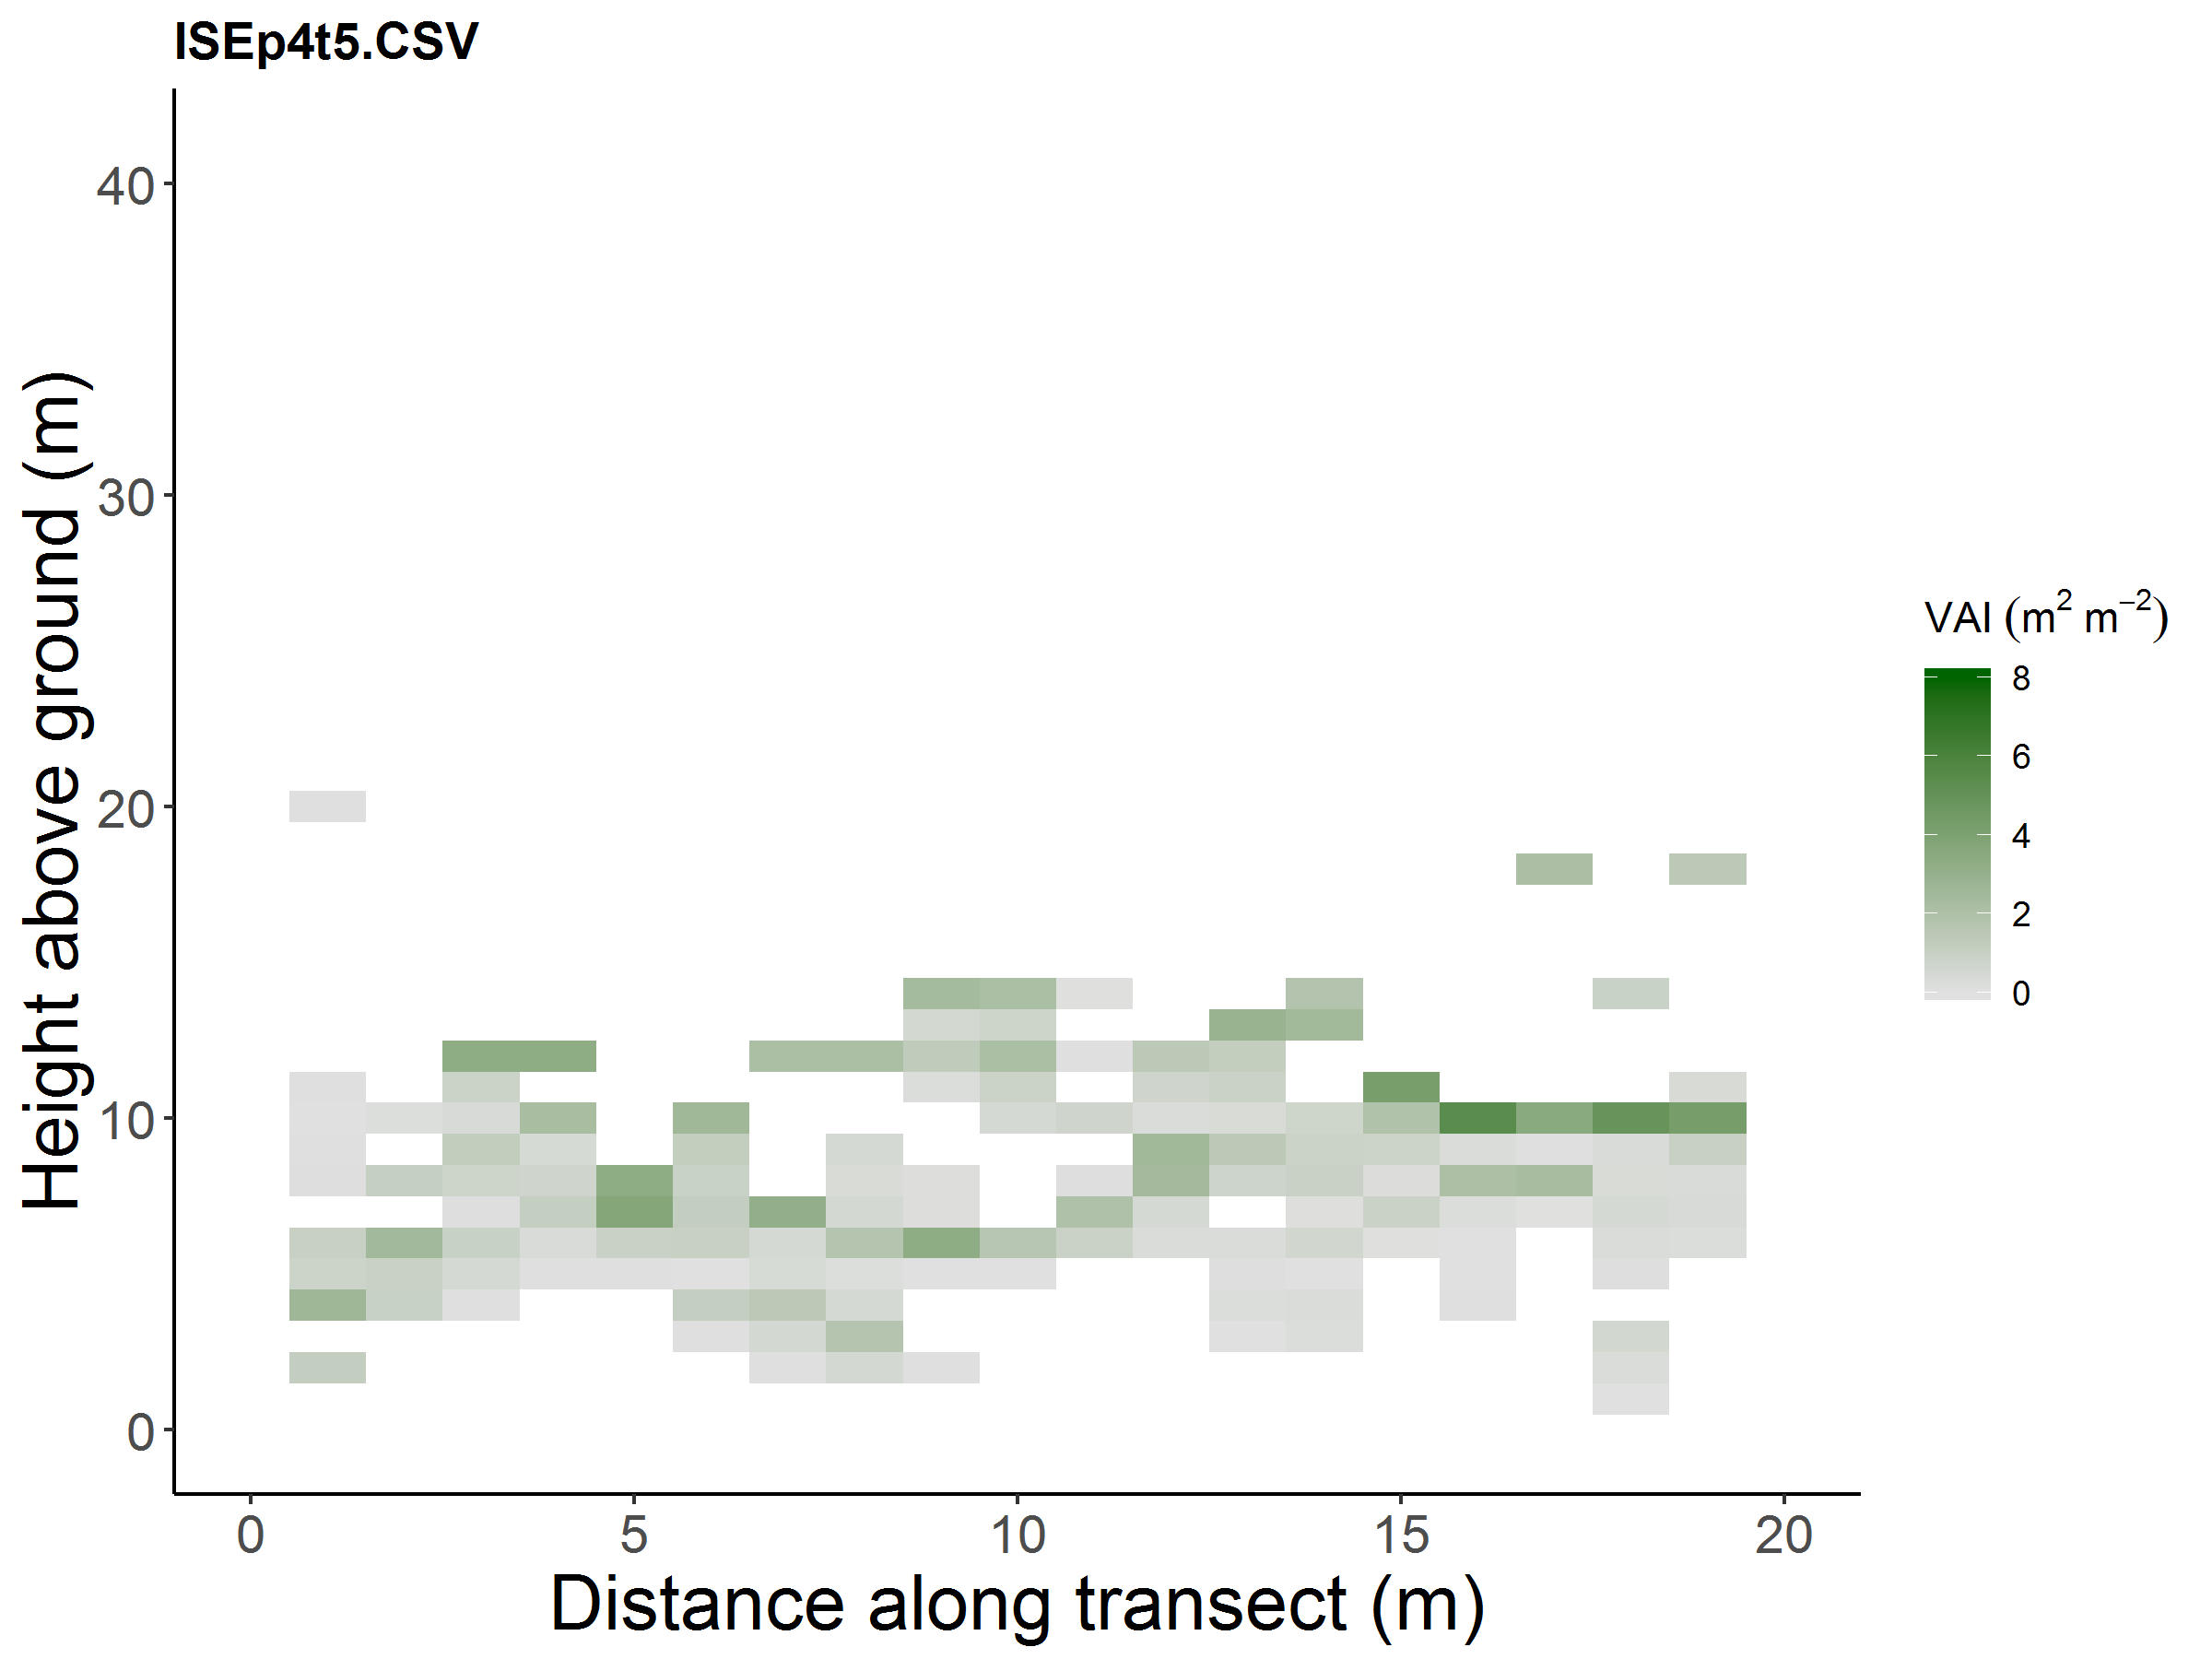 ISEp4t5.CSV
Height above ground (m)
40
30
20
10
0
0 5 10 15 20
Distance along transect (m)
VAI (m² m⁻²)
8
6
4
2
0